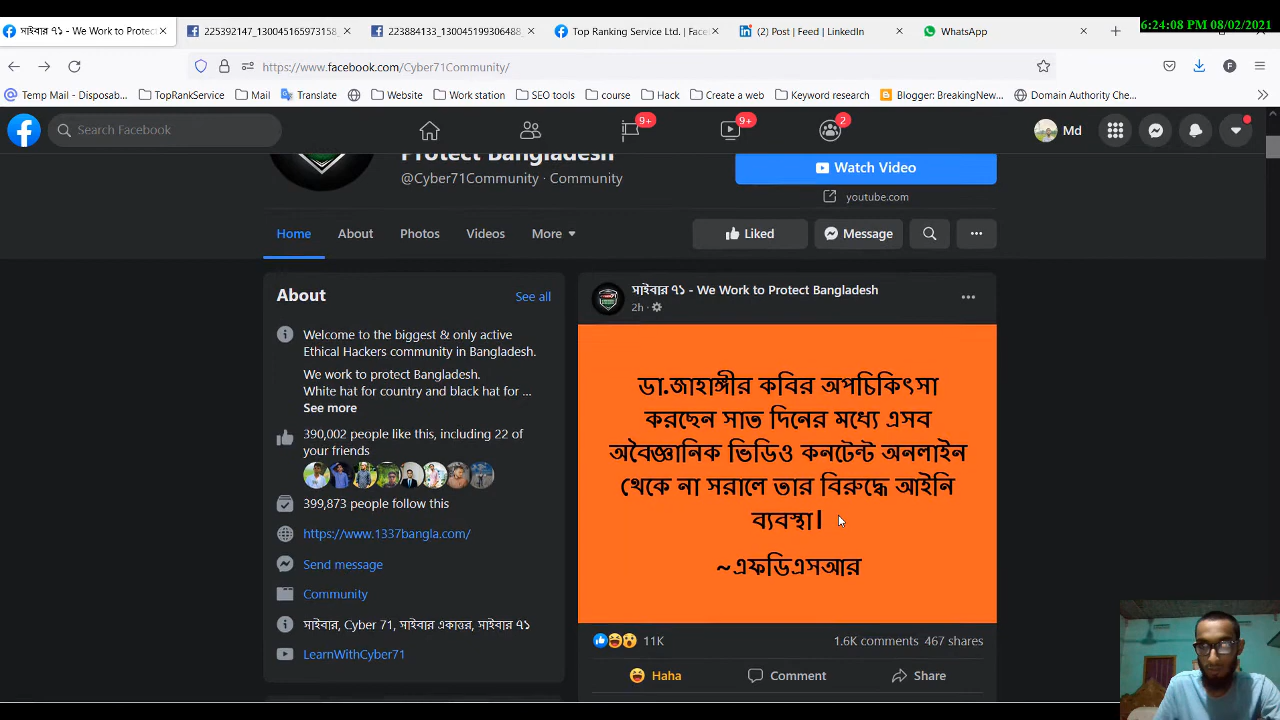 6:24:08 PM 08/02/2021
সাইবার ৭১ - We Work to Protec
225330147_130045165973158
223884133_130045199306488
Top Ranking Service Ltd. | Facebo
(2) Post | Feed | LinkedIn
WhatsApp
https://www.facebook.com/Cyber71Community/
Temp Mail - Disposab...
TopRankService
Mail
Translate
Website
Work station
SEO tools
course
Hack
Create a web
Keyword research
Blogger: BreakingNew...
Domain Authority Che...
Search Facebook
9+
9+
2
Md
Protect Bangladesh
@Cyber71Community · Community
Watch Video
youtube.com
Home
About
Photos
Videos
More
Liked
Message
About
See all
Welcome to the biggest & only active
Ethical Hackers community in Bangladesh.
We work to protect Bangladesh.
White hat for country and black hat for ...
See more
390,002 people like this, including 22 of
your friends
399,873 people follow this
https://www.1337bangla.com/
Send message
Community
সাইবার, Cyber 71, সাইবার একাত্তর, সাইবার ৭১
LearnWithCyber71
সাইবার ৭১ - We Work to Protect Bangladesh
2h
ডা.জাহাঙ্গীর কবির অপচিকিৎসা
করছেন সাত দিনের মধ্যে এসব
অবৈজ্ঞানিক ভিডিও কনটেন্ট অনলাইন
থেকে না সরালে তার বিরুদ্ধে আইনি
ব্যবস্থা।
~এফডিএসআর
11K
1.6K comments 467 shares
Haha
Comment
Share